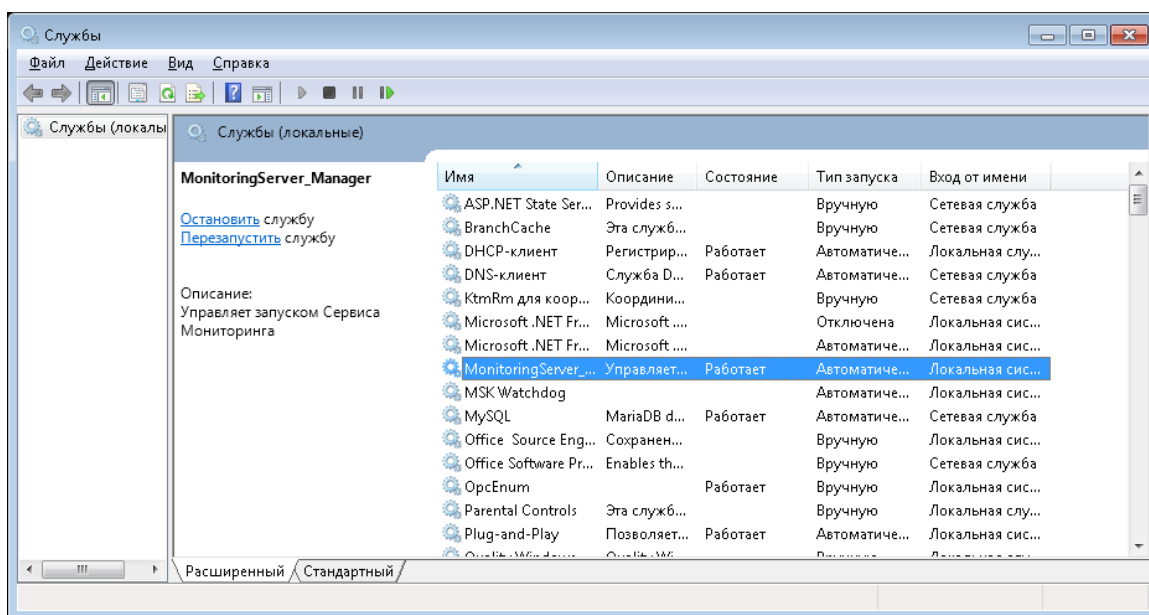 Службы
Файл Действие Вид Справка
Службы (локалы
Службы (локальные)
MonitoringServer_Manager
Остановить службу
Перезапустить службу
Описание:
Управляет запуском Сервиса
Мониторинга
Имя Описание Состояние Тип запуска Вход от имени
ASP.NET State Ser... Provides s... Вручную Сетевая служба
BranchCache Эта служб... Вручную Сетевая служба
DHCP-клиент Регистрир... Работает Автоматиче... Локальная слу...
DNS-клиент Служба D... Работает Автоматиче... Сетевая служба
KtmRm для коор... Координи... Вручную Сетевая служба
Microsoft .NET Fr... Microsoft .... Отключена Локальная сис...
Microsoft .NET Fr... Microsoft .... Автоматиче... Локальная сис...
MonitoringServer_... Управляет... Работает Автоматиче... Локальная сис...
MSK Watchdog Автоматиче... Локальная сис...
MySQL MariaDB d... Работает Автоматиче... Сетевая служба
Office Source Eng... Сохранен... Вручную Локальная сис...
Office Software Pr... Enables th... Вручную Сетевая служба
OpcEnum Работает Вручную Локальная сис...
Parental Controls Эта служб... Вручную Локальная слу...
Plug-and-Play Позволяет... Работает Автоматиче... Локальная сис...
Расширенный Стандартный